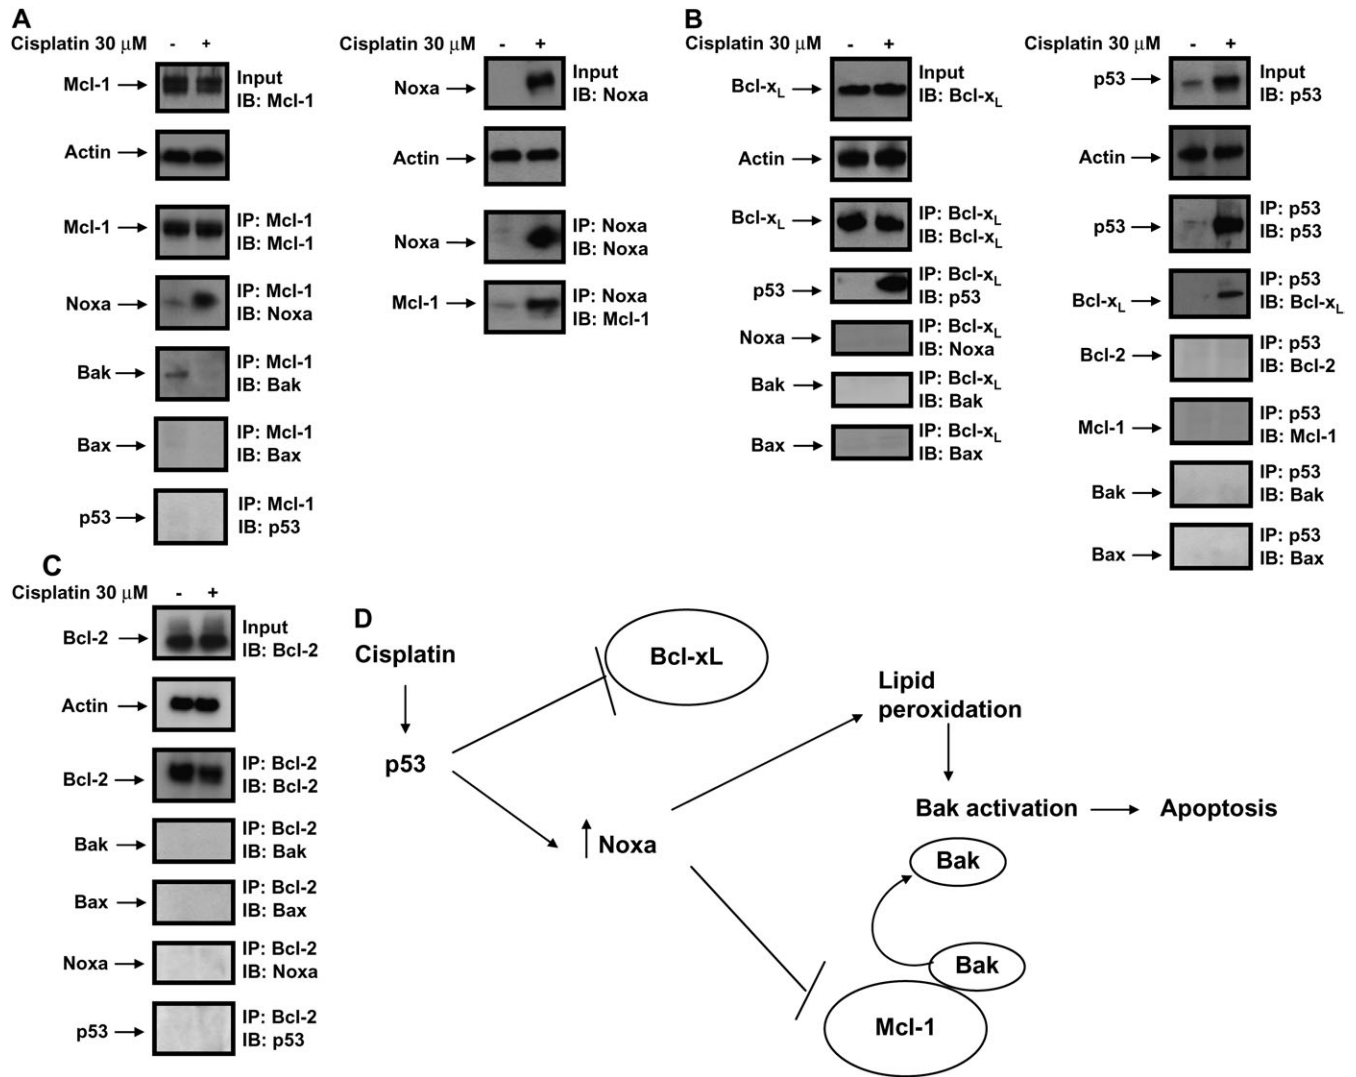 A
Cisplatin 30 μM - +
Mcl-1
Input
IB: Mcl-1
Actin
Mcl-1
IP: Mcl-1
IB: Mcl-1
Noxa
IP: Mcl-1
IB: Noxa
Bak
IP: Mcl-1
IB: Bak
Bax
IP: Mcl-1
IB: Bax
p53
IP: Mcl-1
IB: p53
Cisplatin 30 μM - +
Noxa
Input
IB: Noxa
Actin
Noxa
IP: Noxa
IB: Noxa
Mcl-1
IP: Noxa
IB: Mcl-1
B
Cisplatin 30 μM - +
Bcl-xL
Input
IB: Bcl-xL
Actin
Bcl-xL
IP: Bcl-xL
IB: Bcl-xL
p53
IP: Bcl-xL
IB: p53
Noxa
IP: Bcl-xL
IB: Noxa
Bak
IP: Bcl-xL
IB: Bak
Bax
IP: Bcl-xL
IB: Bax
Cisplatin 30 μM - +
p53
Input
IB: p53
Actin
p53
IP: p53
IB: p53
Bcl-xL
IP: p53
IB: Bcl-xL
Bcl-2
IP: p53
IB: Bcl-2
Mcl-1
IP: p53
IB: Mcl-1
Bak
IP: p53
IB: Bak
Bax
IP: p53
IB: Bax
C
Cisplatin 30 μM - +
Bcl-2
Input
IB: Bcl-2
Actin
Bcl-2
IP: Bcl-2
IB: Bcl-2
Bak
IP: Bcl-2
IB: Bak
Bax
IP: Bcl-2
IB: Bax
Noxa
IP: Bcl-2
IB: Noxa
p53
IP: Bcl-2
IB: p53
D
Cisplatin
Bcl-xL
p53
Lipid
peroxidation
Noxa
Bak activation
Apoptosis
Bak
Bak
Mcl-1